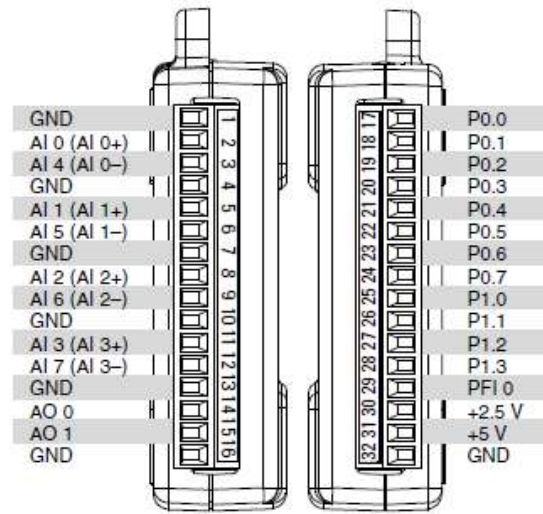 GND 1
AI 0 (AI 0+) 2
AI 4 (AI 0–) 3
GND 4
AI 1 (AI 1+) 5
AI 5 (AI 1–) 6
GND 7
AI 2 (AI 2+) 8
AI 6 (AI 2–) 9
GND 10
AI 3 (AI 3+) 11
AI 7 (AI 3–) 12
GND 13
AO 0 14
AO 1 15
GND 16
17 P0.0
18 P0.1
19 P0.2
20 P0.3
21 P0.4
22 P0.5
23 P0.6
24 P0.7
25 P1.0
26 P1.1
27 P1.2
28 P1.3
29 PFI 0
30 +2.5 V
31 +5 V
32 GND